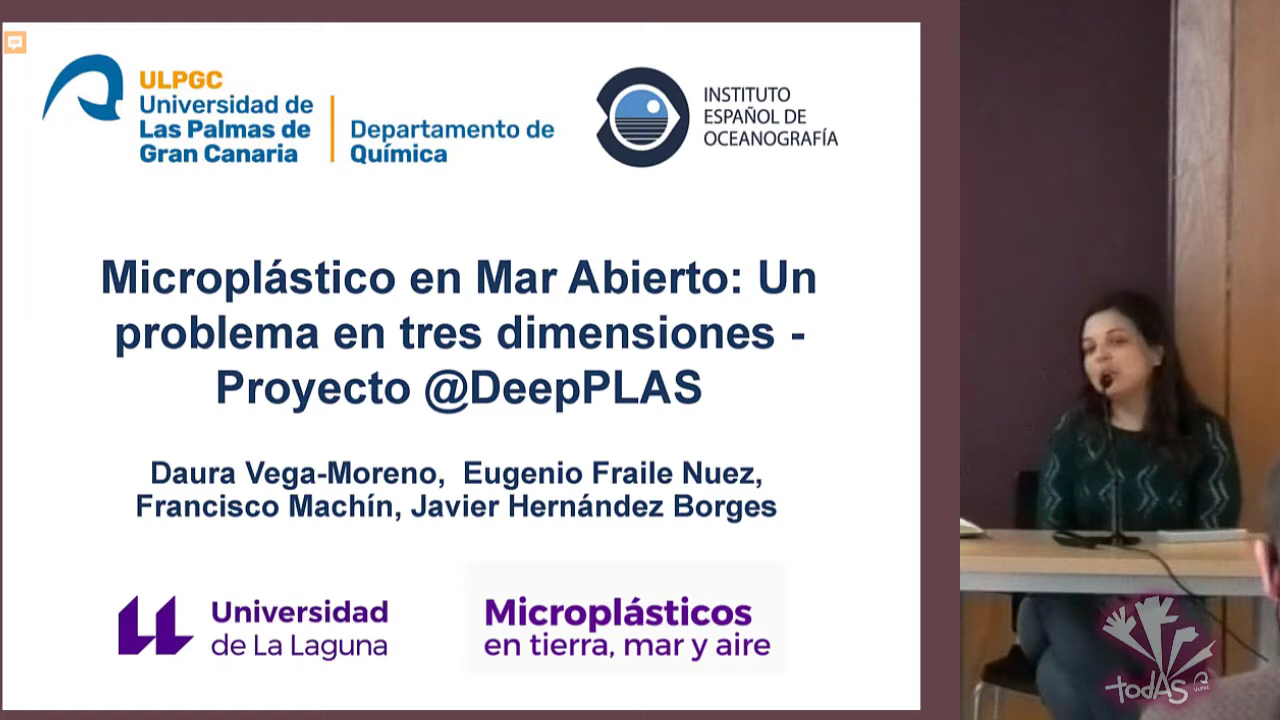 ULPGC
Universidad de
Las Palmas de
Gran Canaria
Departamento de
Química
INSTITUTO
ESPAÑOL DE
OCEANOGRAFÍA
Microplástico en Mar Abierto: Un
problema en tres dimensiones -
Proyecto @DeepPLAS
Daura Vega-Moreno, Eugenio Fraile Nuez,
Francisco Machín, Javier Hernández Borges
Universidad
de La Laguna
Microplásticos
en tierra, mar y aire
todAS
ULPGC